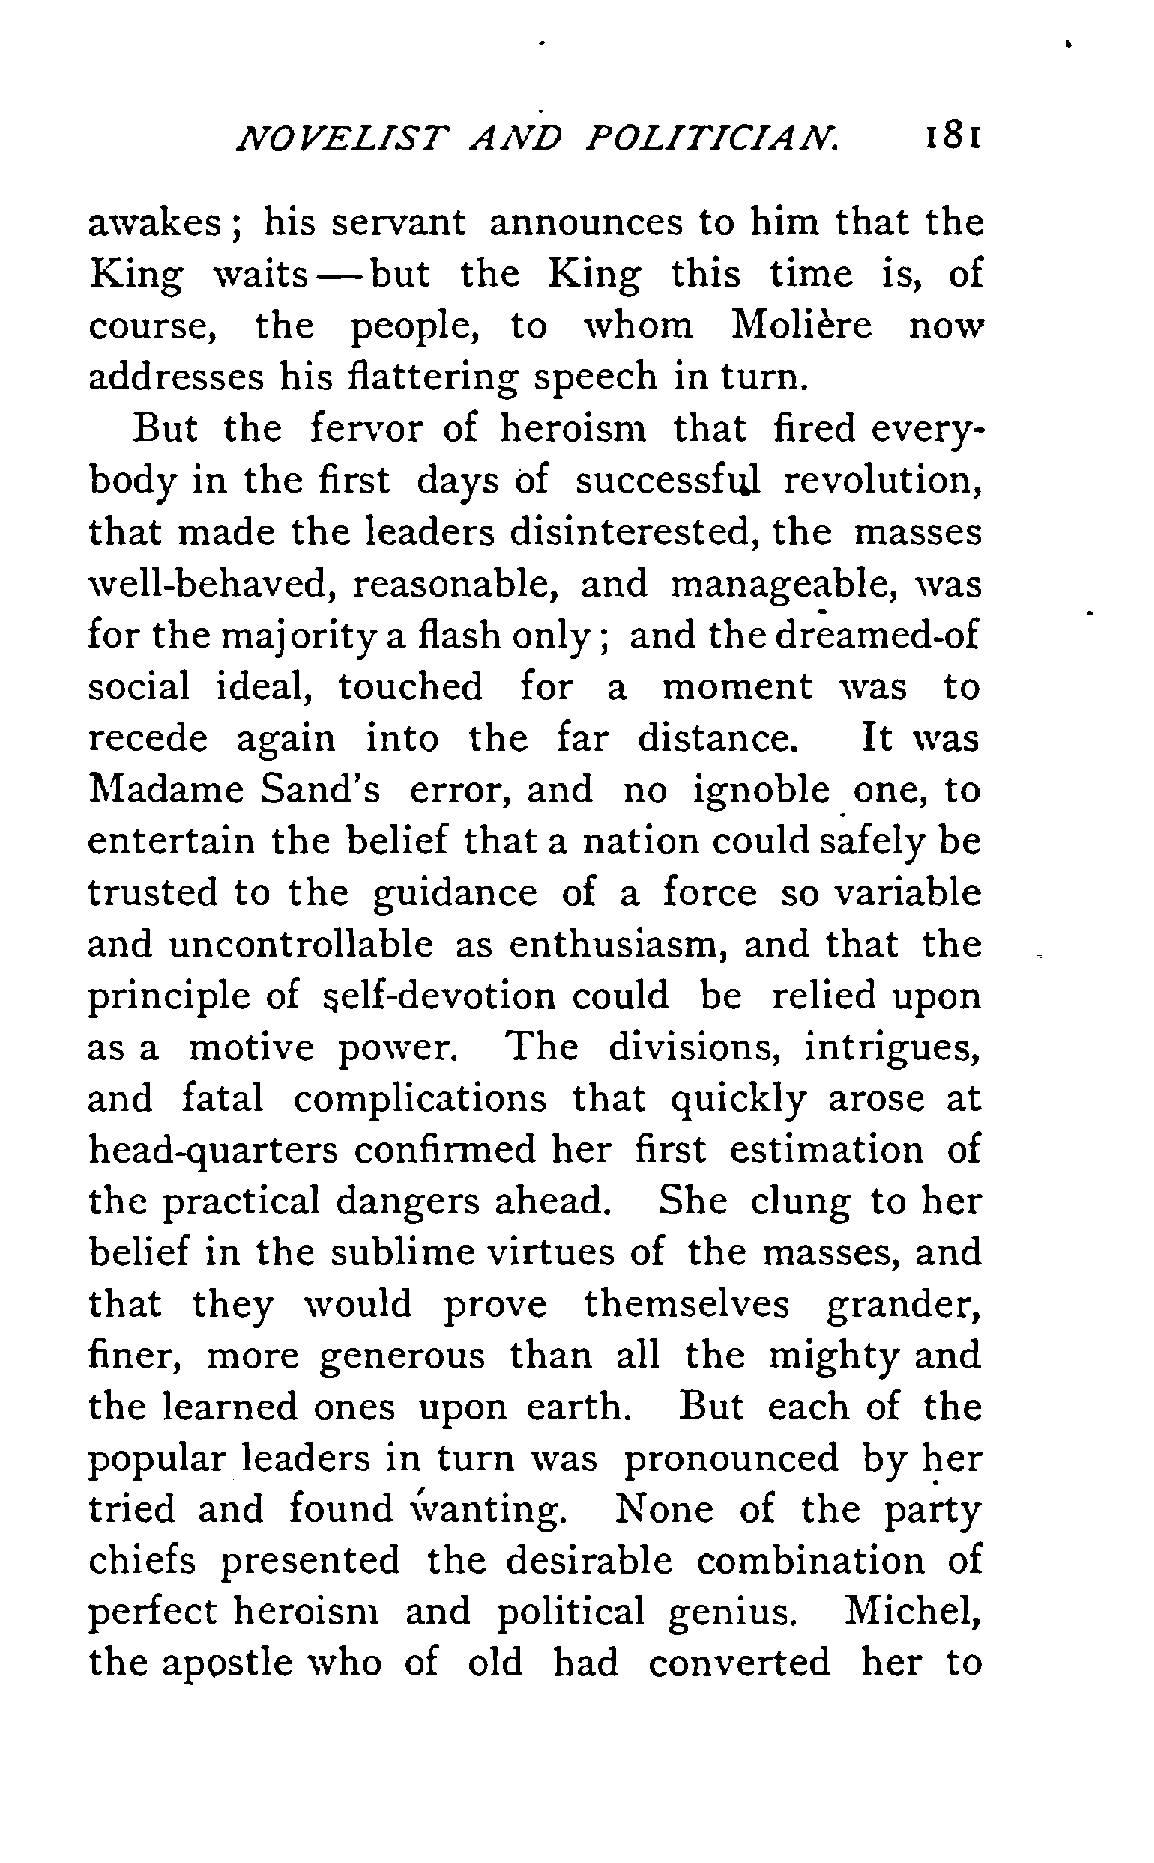 NOVELIST AND POLITICIAN. 181
awakes; his servant announces to him that the
King waits—but the King this time is, of
course, the people, to whom Molière now
addresses his flattering speech in turn.
But the fervor of heroism that fired every-
body in the first days of successful revolution,
that made the leaders disinterested, the masses
well-behaved, reasonable, and manageable, was
for the majority a flash only; and the dreamed-of
social ideal, touched for a moment was to
recede again into the far distance. It was
Madame Sand's error, and no ignoble one, to
entertain the belief that a nation could safely be
trusted to the guidance of a force so variable
and uncontrollable as enthusiasm, and that the
principle of self-devotion could be relied upon
as a motive power. The divisions, intrigues,
and fatal complications that quickly arose at
head-quarters confirmed her first estimation of
the practical dangers ahead. She clung to her
belief in the sublime virtues of the masses, and
that they would prove themselves grander,
finer, more generous than all the mighty and
the learned ones upon earth. But each of the
popular leaders in turn was pronounced by her
tried and found wanting. None of the party
chiefs presented the desirable combination of
perfect heroism and political genius. Michel,
the apostle who of old had converted her to